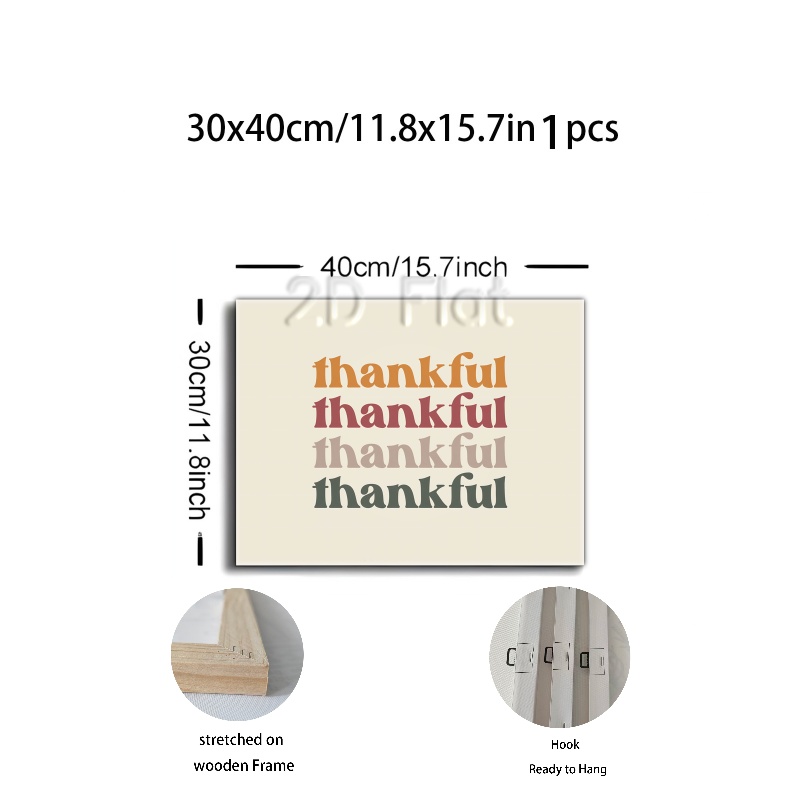 30x40cm/11.8x15.7in 1 pcs
40cm/15.7inch
2.D Flat.
30cm/11.8inch
thankful
thankful
thankful
thankful
stretched on
wooden Frame
Hook
Ready to Hang